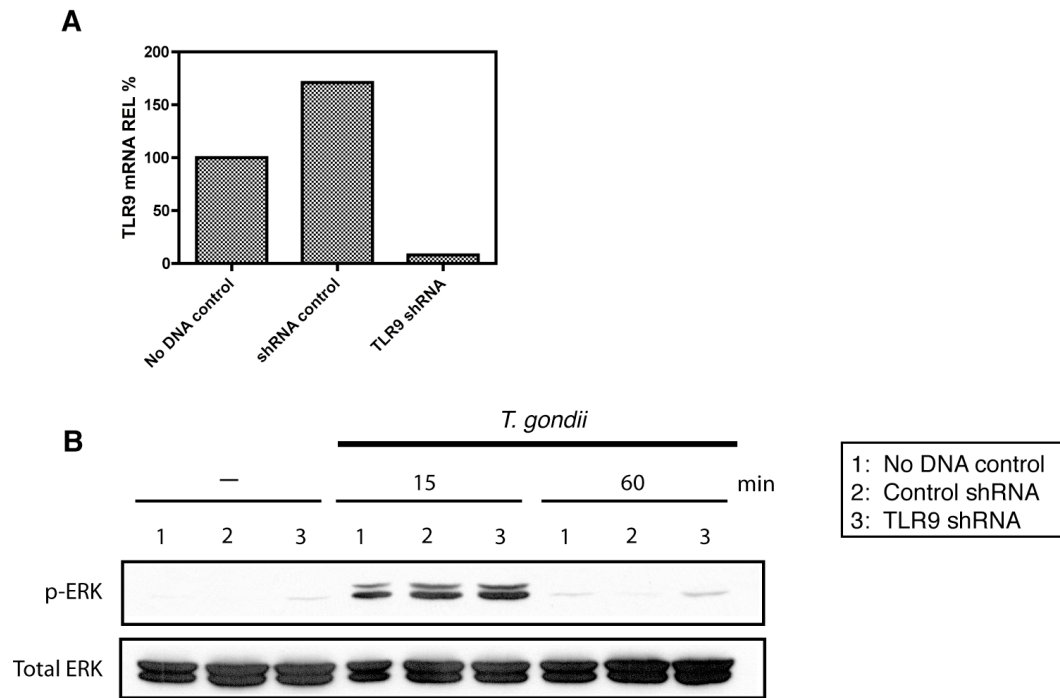 A
TLR9 mRNA REL %
200
150
100
50
0
No DNA control
shRNA control
TLR9 shRNA
B
T. gondii
– 15 60 min
1 2 3 1 2 3 1 2 3
p-ERK
Total ERK
1: No DNA control
2: Control shRNA
3: TLR9 shRNA